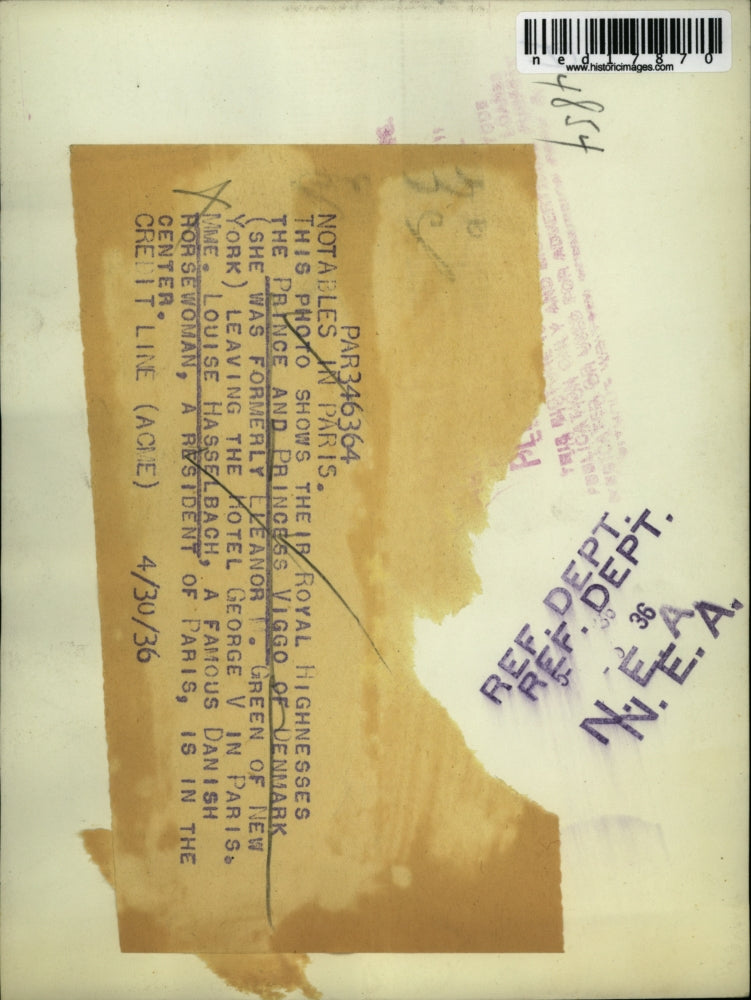 ned17870
www.historicimages.com
4854
PAR346364
NOTABLES IN PARIS.
THIS PHOTO SHOWS THEIR ROYAL HIGHNESSES
THE PRINCE AND PRINCESS VIGGO OF DENMARK
(SHE WAS FORMERLY ELEANOR M. GREEN OF NEW
YORK) LEAVING THE HOTEL GEORGE V IN PARIS.
MME. LOUISE HASSELBACH, A FAMOUS DANISH
HORSEWOMAN, A RESIDENT OF PARIS, IS IN THE
CENTER.
CREDIT LINE (ACME) 4/30/36
REF. DEPT.
REF. DEPT.
36
N. E. A.
N. E. A.